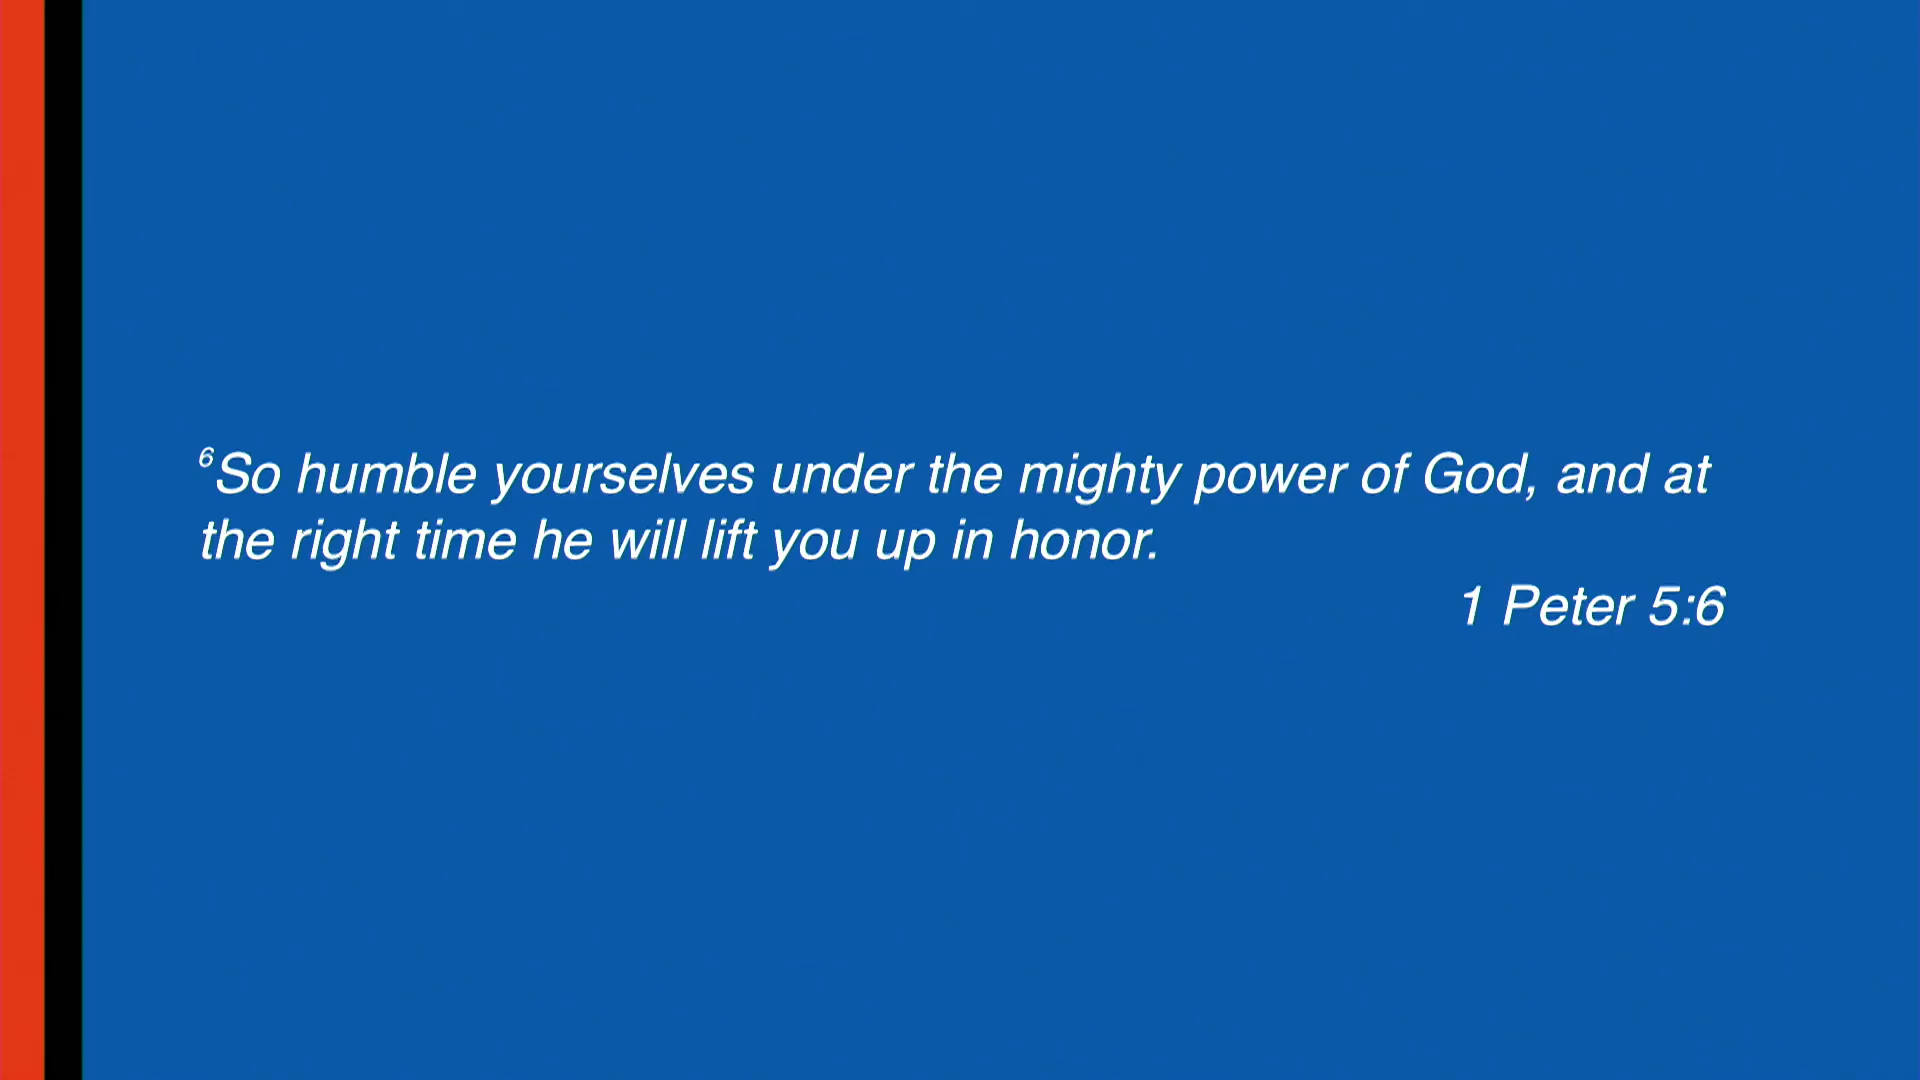 ⁶So humble yourselves under the mighty power of God, and at
the right time he will lift you up in honor.
1 Peter 5:6